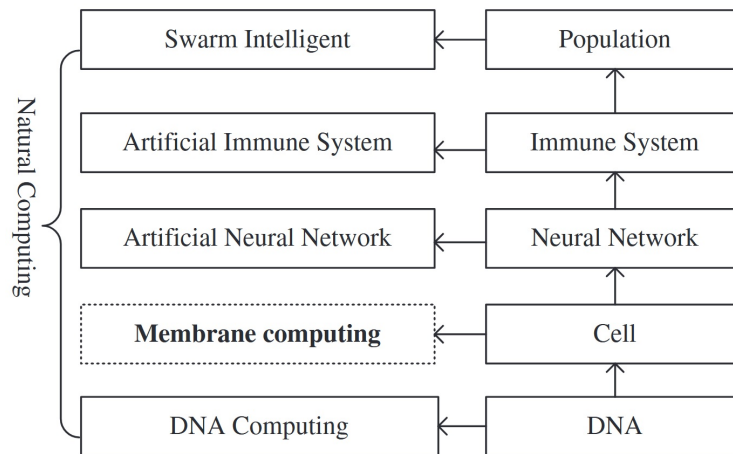 Natural Computing
Swarm Intelligent
Population
Artificial Immune System
Immune System
Artificial Neural Network
Neural Network
Membrane computing
Cell
DNA Computing
DNA